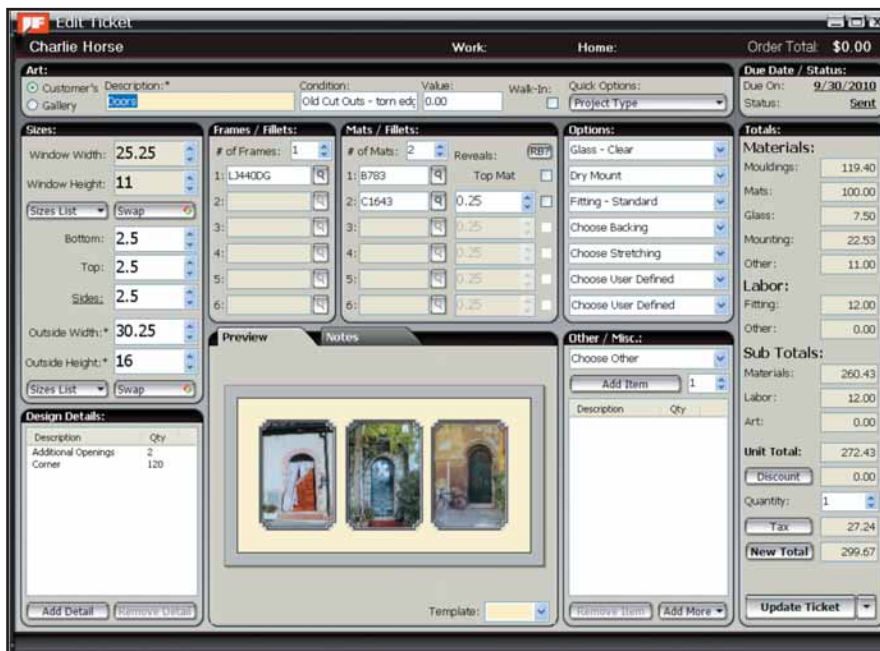 Edit Ticket
Charlie Horse Work: Home: Order Total: $0.00
Art:
Customer's
Gallery
Description:*
Doors
Condition:
Old Cut Outs - torn edg
Value:
0.00
Walk-In:
Quick Options:
Project Type
Due Date / Status:
Due On: 9/30/2010
Status: Sent
Sizes:
Window Width: 25.25
Window Height: 11
Sizes List Swap
Bottom: 2.5
Top: 2.5
Sides: 2.5
Outside Width:* 30.25
Outside Height:* 16
Sizes List Swap
Frames / Fillets:
# of Frames: 1
1: LJ440DG
2:
3:
4:
5:
6:
Mats / Fillets:
# of Mats: 2 Reveals:
1: B783 Top Mat
2: C1643 0.25
3: 0.25
4: 0.25
5: 0.25
6: 0.25
Options:
Glass - Clear
Dry Mount
Fitting - Standard
Choose Backing
Choose Stretching
Choose User Defined
Choose User Defined
Totals:
Materials:
Mouldings: 119.40
Mats: 100.00
Glass: 7.50
Mounting: 22.53
Other: 11.00
Labor:
Fitting: 12.00
Other: 0.00
Sub Totals:
Materials: 260.43
Labor: 12.00
Art: 0.00
Unit Total: 272.43
Discount 0.00
Quantity: 1
Tax 27.24
New Total 299.67
Update Ticket
Design Details:
Description Qty
Additional Openings 2
Corner 120
Add Detail Remove Detail
Preview Notes
Template:
Other / Misc.:
Choose Other
Add Item 1
Description Qty
Remove Item Add More